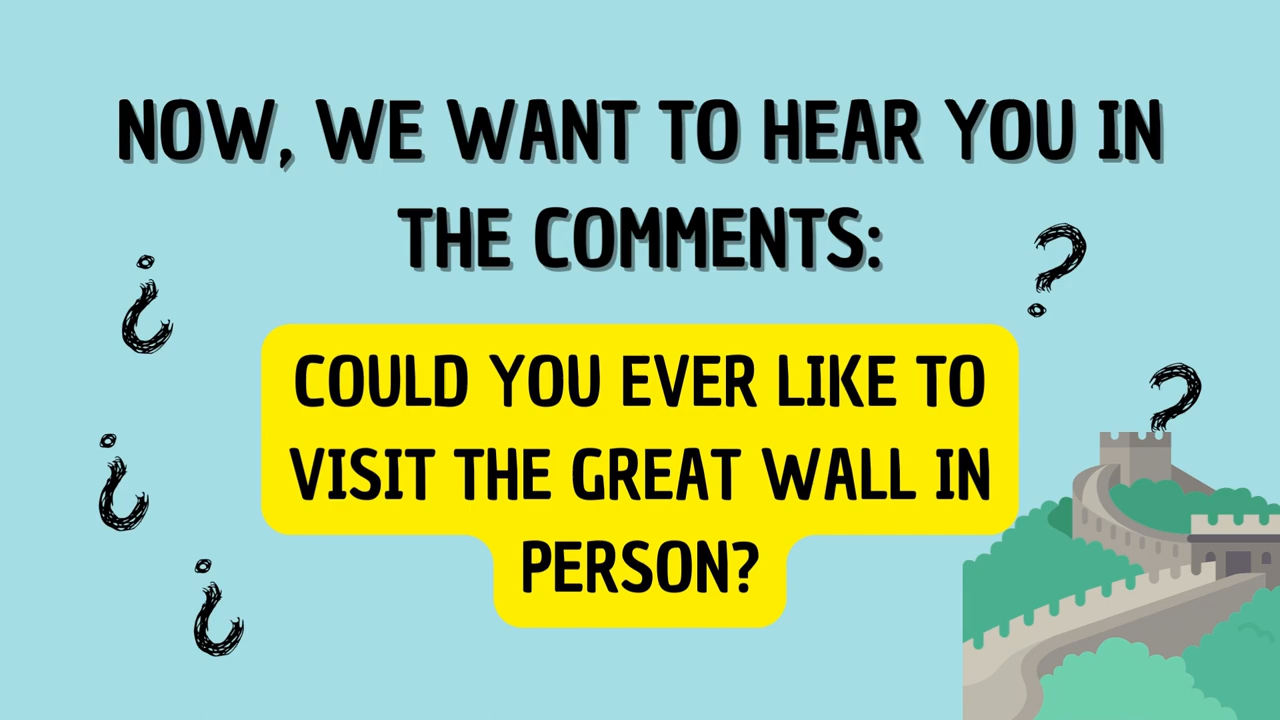 NOW, WE WANT TO HEAR YOU IN
THE COMMENTS:
COULD YOU EVER LIKE TO
VISIT THE GREAT WALL IN
PERSON?